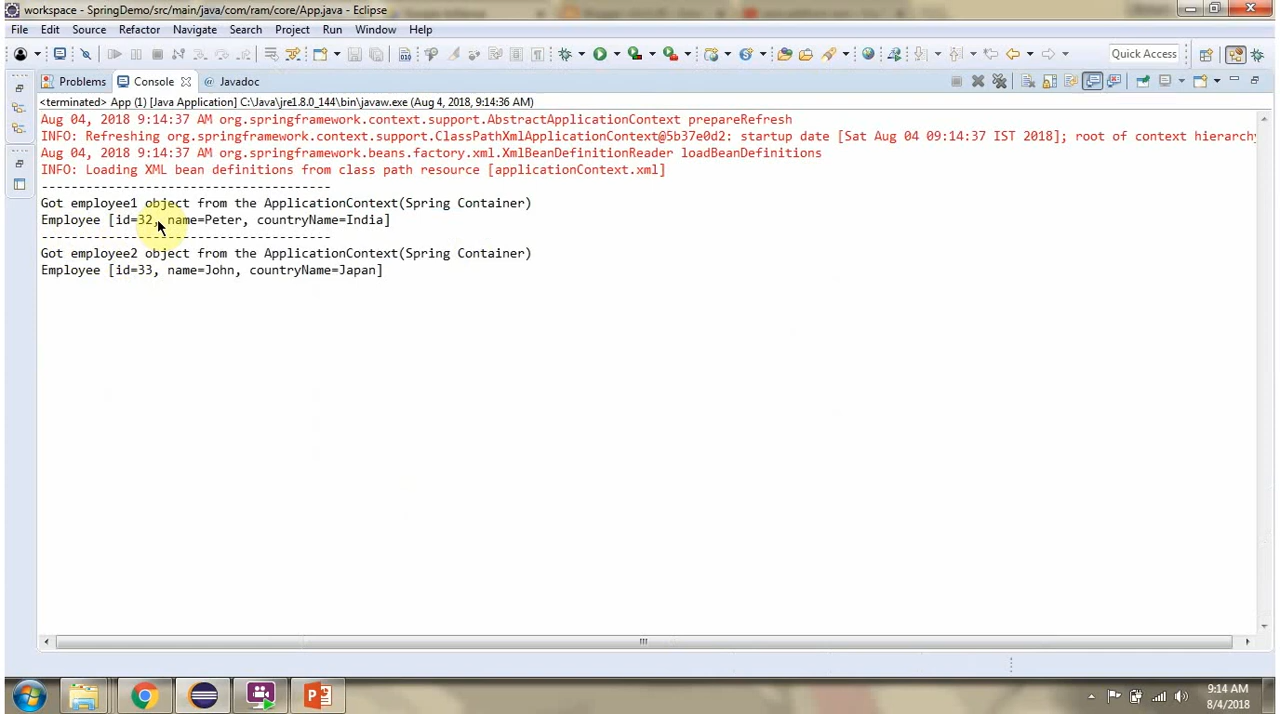 workspace - SpringDemo/src/main/java/com/ram/core/App.java - Eclipse
File Edit Source Refactor Navigate Search Project Run Window Help
Quick Access
Problems Console @ Javadoc
<terminated> App (1) [Java Application] C:\Java\jre1.8.0_144\bin\javaw.exe (Aug 4, 2018, 9:14:36 AM)
Aug 04, 2018 9:14:37 AM org.springframework.context.support.AbstractApplicationContext prepareRefresh
INFO: Refreshing org.springframework.context.support.ClassPathXmlApplicationContext@5b37e0d2: startup date [Sat Aug 04 09:14:37 IST 2018]; root of context hierarchy
Aug 04, 2018 9:14:37 AM org.springframework.beans.factory.xml.XmlBeanDefinitionReader loadBeanDefinitions
INFO: Loading XML bean definitions from class path resource [applicationContext.xml]
---------------------------------------
Got employee1 object from the ApplicationContext(Spring Container)
Employee [id=32, name=Peter, countryName=India]
---------------------------------------
Got employee2 object from the ApplicationContext(Spring Container)
Employee [id=33, name=John, countryName=Japan]
9:14 AM
8/4/2018